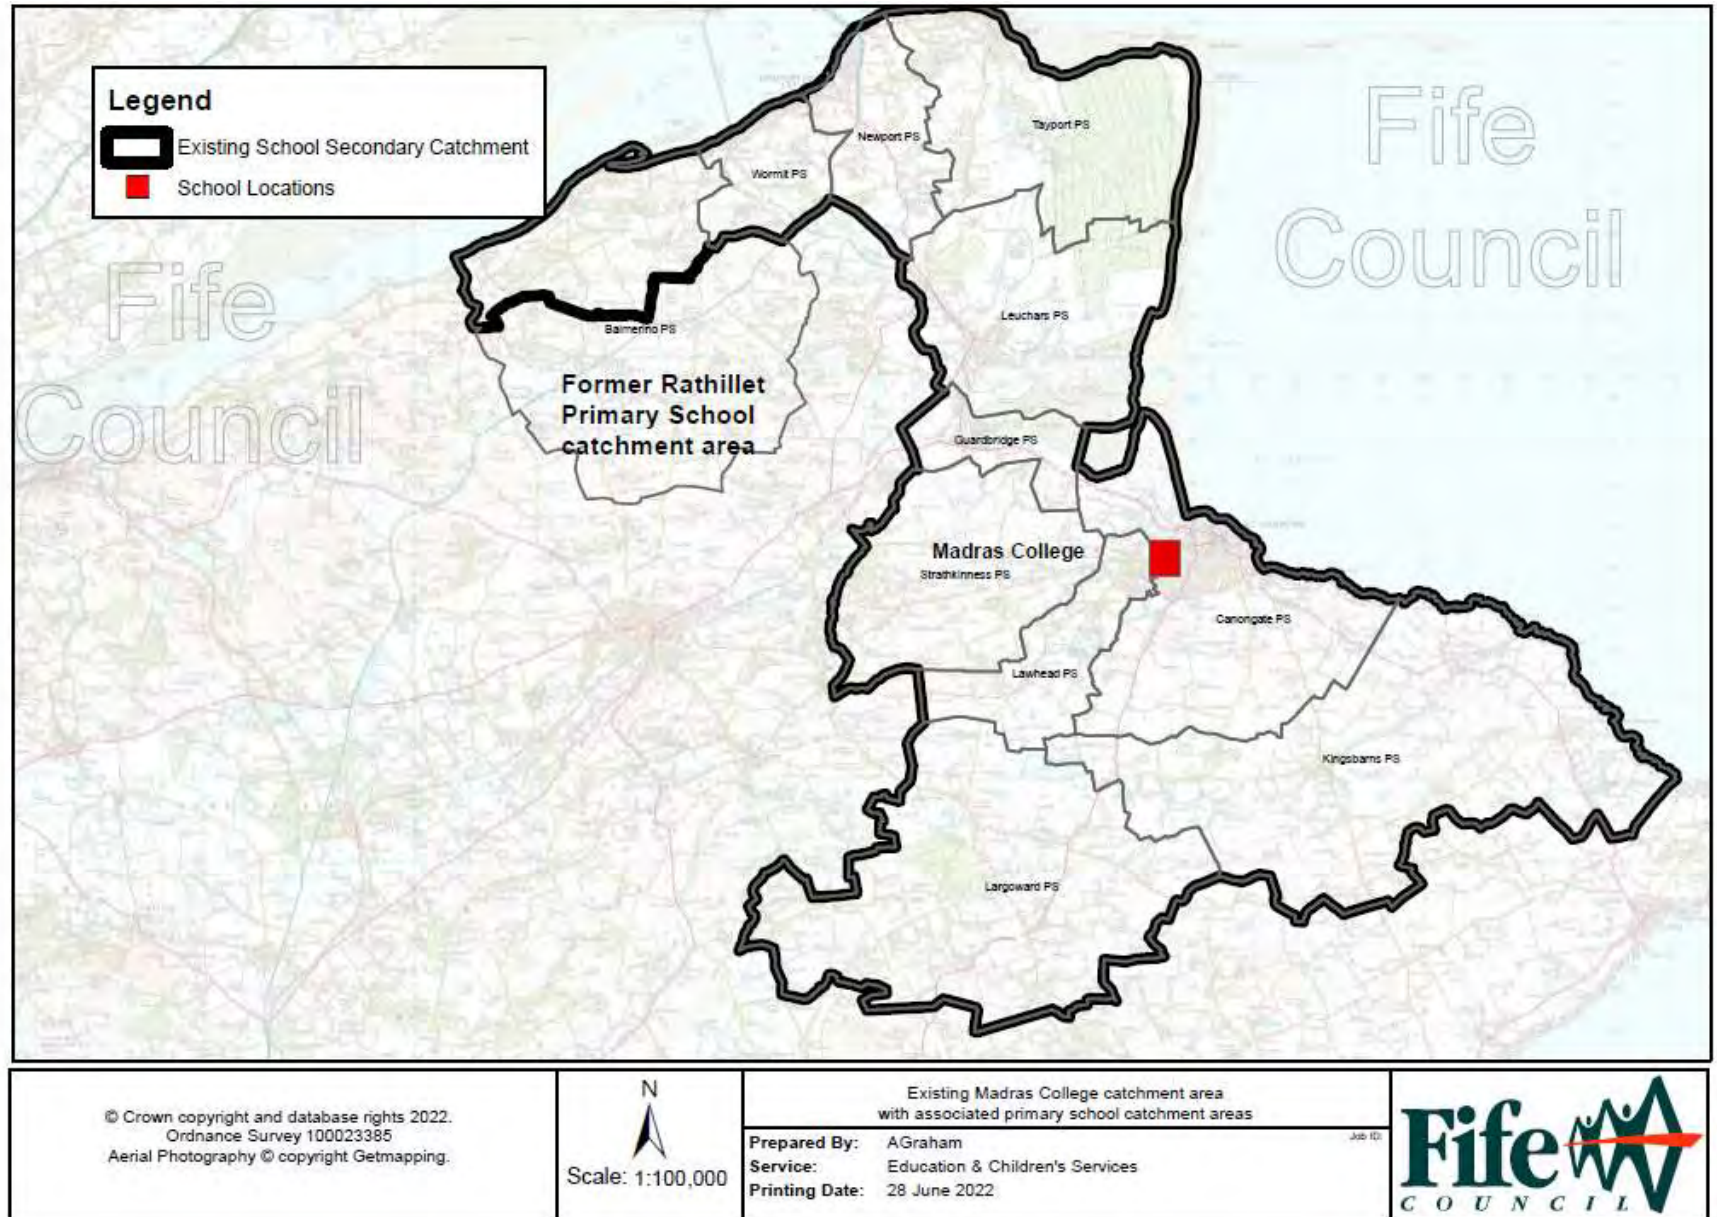 Legend
Existing School Secondary Catchment
School Locations
Fife
Council
Fife
Council
Tayport PS
Newport PS
Wormit PS
Leuchars PS
Balmerino PS
Former Rathillet
Primary School
catchment area
Guardbridge PS
Madras College
Strathkinness PS
Canongate PS
Lawhead PS
Kingsbarns PS
Largoward PS
© Crown copyright and database rights 2022.
Ordnance Survey 100023385
Aerial Photography © copyright Getmapping.
N
Scale: 1:100,000
Existing Madras College catchment area
with associated primary school catchment areas
Prepared By: AGraham
Job ID:
Service: Education & Children's Services
Printing Date: 28 June 2022
Fife
COUNCIL